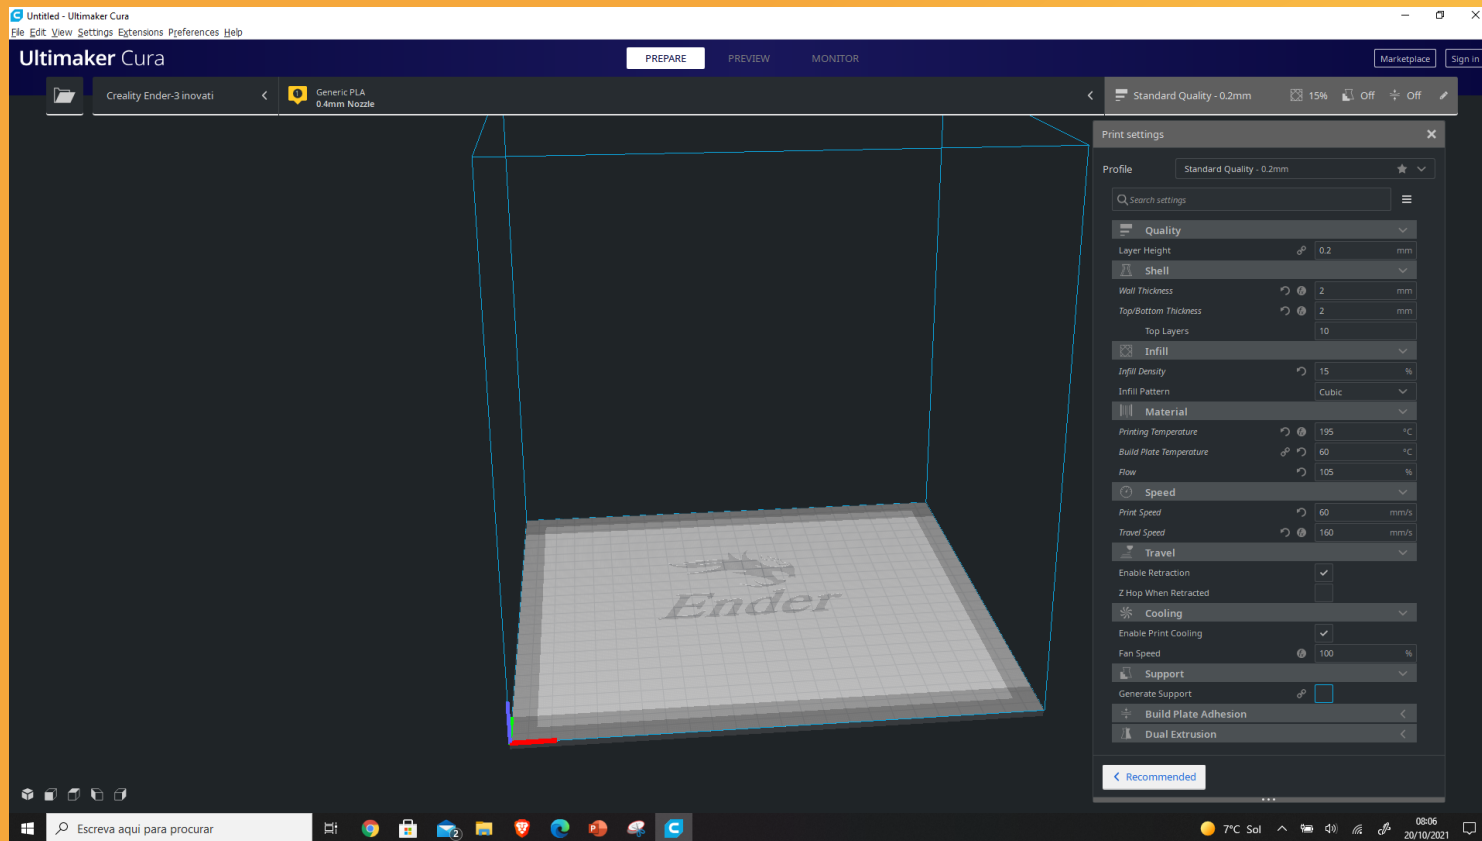 Untitled - Ultimaker Cura
File Edit View Settings Extensions Preferences Help
Ultimaker Cura
PREPARE PREVIEW MONITOR
Marketplace Sign in
Creality Ender-3 inovati
1 Generic PLA
0.4mm Nozzle
Standard Quality - 0.2mm 15% Off Off
Print settings
Profile Standard Quality - 0.2mm
Search settings
Quality
Layer Height 0.2 mm
Shell
Wall Thickness 2 mm
Top/Bottom Thickness 2 mm
Top Layers 10
Infill
Infill Density 15 %
Infill Pattern Cubic
Material
Printing Temperature 195 °C
Build Plate Temperature 60 °C
Flow 105 %
Speed
Print Speed 60 mm/s
Travel Speed 160 mm/s
Travel
Enable Retraction
Z Hop When Retracted
Cooling
Enable Print Cooling
Fan Speed 100 %
Support
Generate Support
Build Plate Adhesion
Dual Extrusion
Recommended
Ender
Escreva aqui para procurar
2
7°C Sol
08:06
20/10/2021